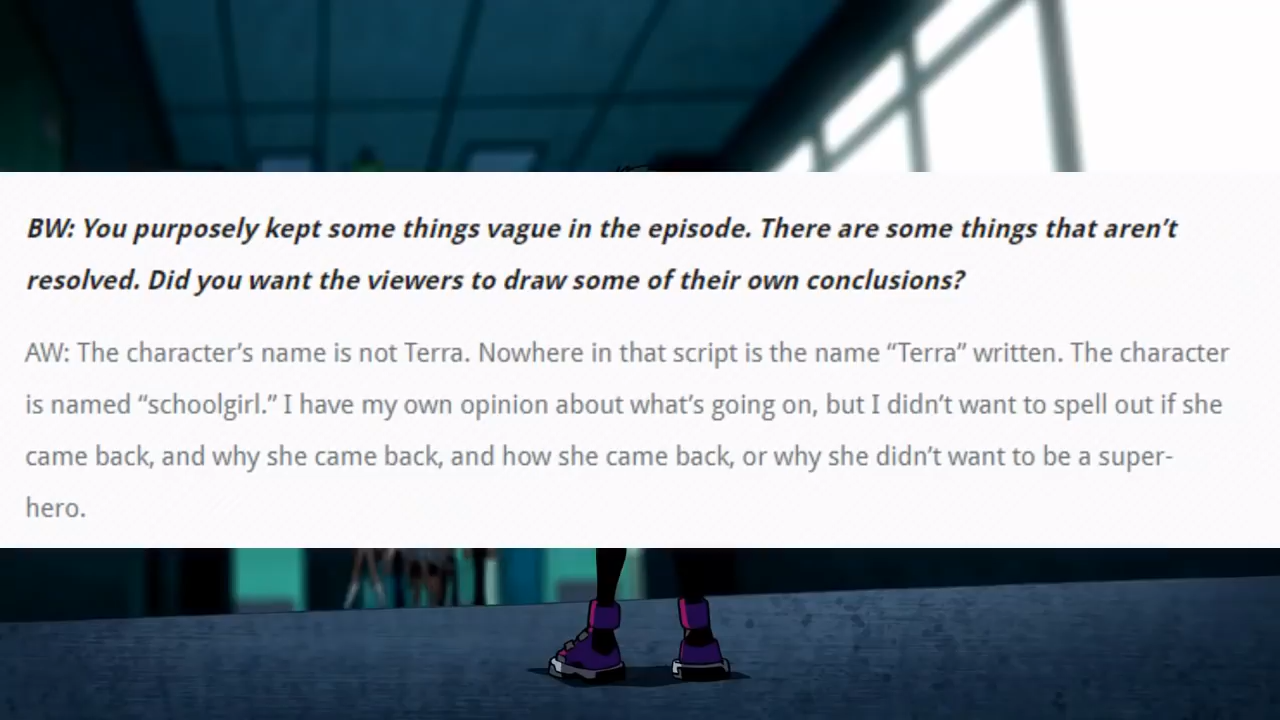 BW: You purposely kept some things vague in the episode. There are some things that aren’t
resolved. Did you want the viewers to draw some of their own conclusions?
AW: The character’s name is not Terra. Nowhere in that script is the name “Terra” written. The character
is named “schoolgirl.” I have my own opinion about what’s going on, but I didn’t want to spell out if she
came back, and why she came back, and how she came back, or why she didn’t want to be a super-
hero.